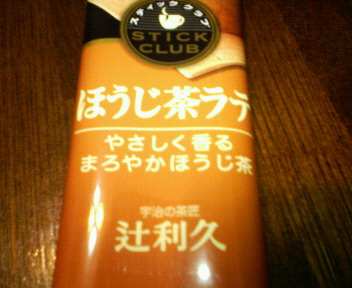 スティック クラブ
STICK
CLUB
ほうじ茶ラテ
やさしく香る
まろやかほうじ茶
宇治の茶匠
辻利久